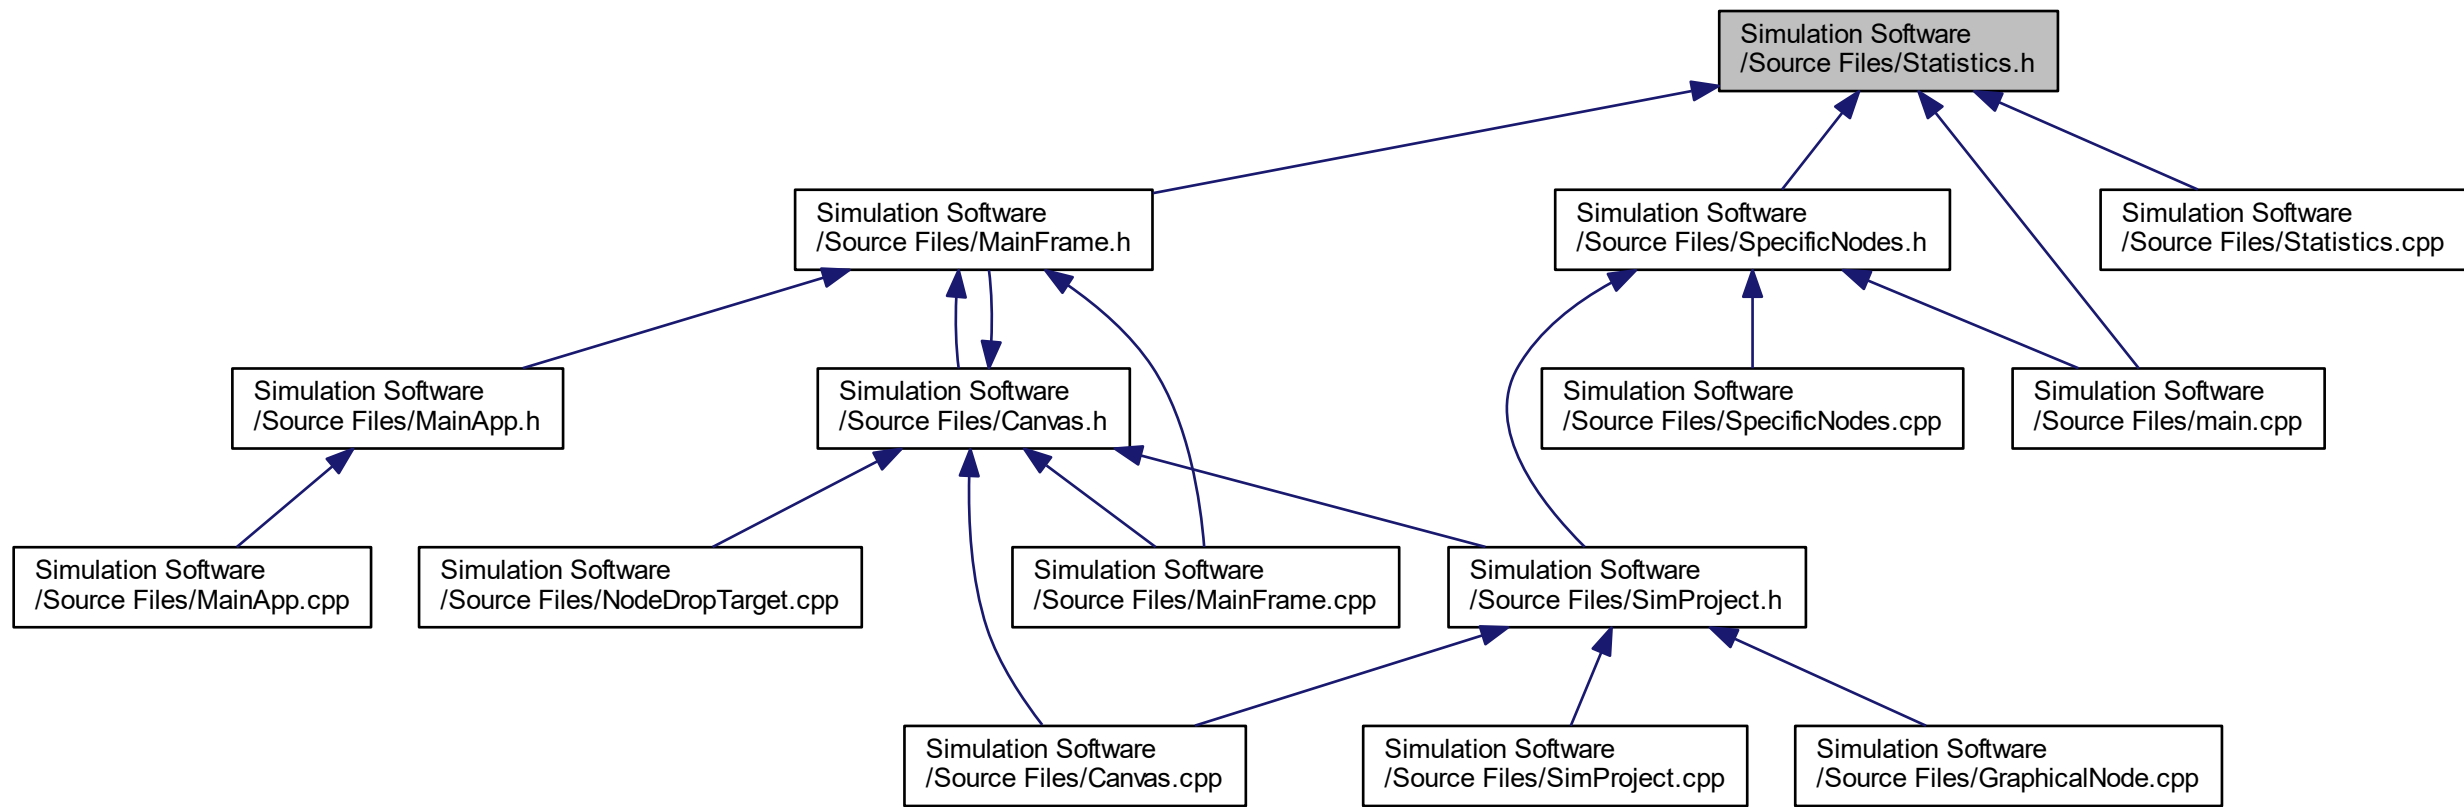 Simulation Software
/Source Files/Statistics.h
Simulation Software
/Source Files/MainFrame.h
Simulation Software
/Source Files/SpecificNodes.h
Simulation Software
/Source Files/Statistics.cpp
Simulation Software
/Source Files/MainApp.h
Simulation Software
/Source Files/Canvas.h
Simulation Software
/Source Files/SpecificNodes.cpp
Simulation Software
/Source Files/main.cpp
Simulation Software
/Source Files/MainApp.cpp
Simulation Software
/Source Files/NodeDropTarget.cpp
Simulation Software
/Source Files/MainFrame.cpp
Simulation Software
/Source Files/SimProject.h
Simulation Software
/Source Files/Canvas.cpp
Simulation Software
/Source Files/SimProject.cpp
Simulation Software
/Source Files/GraphicalNode.cpp